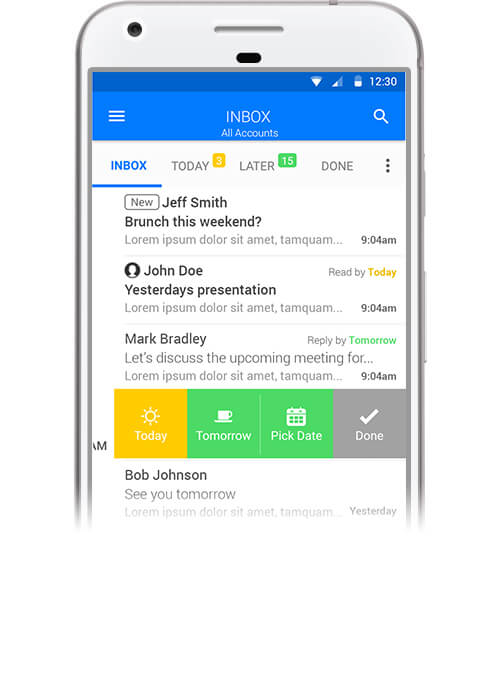 12:30
INBOX
All Accounts
INBOX TODAY 3 LATER 15 DONE
New Jeff Smith
Brunch this weekend?
Lorem ipsum dolor sit amet, tamquam... 9:04am
John Doe Read by Today
Yesterdays presentation
Lorem ipsum dolor sit amet, tamquam... 9:04am
Mark Bradley Reply by Tomorrow
Let's discuss the upcoming meeting for...
Lorem ipsum dolor sit amet, tamquam... 9:04am
AM Today Tomorrow Pick Date Done
Bob Johnson
See you tomorrow
Lorem ipsum dolor sit amet, tamquam... Yesterday